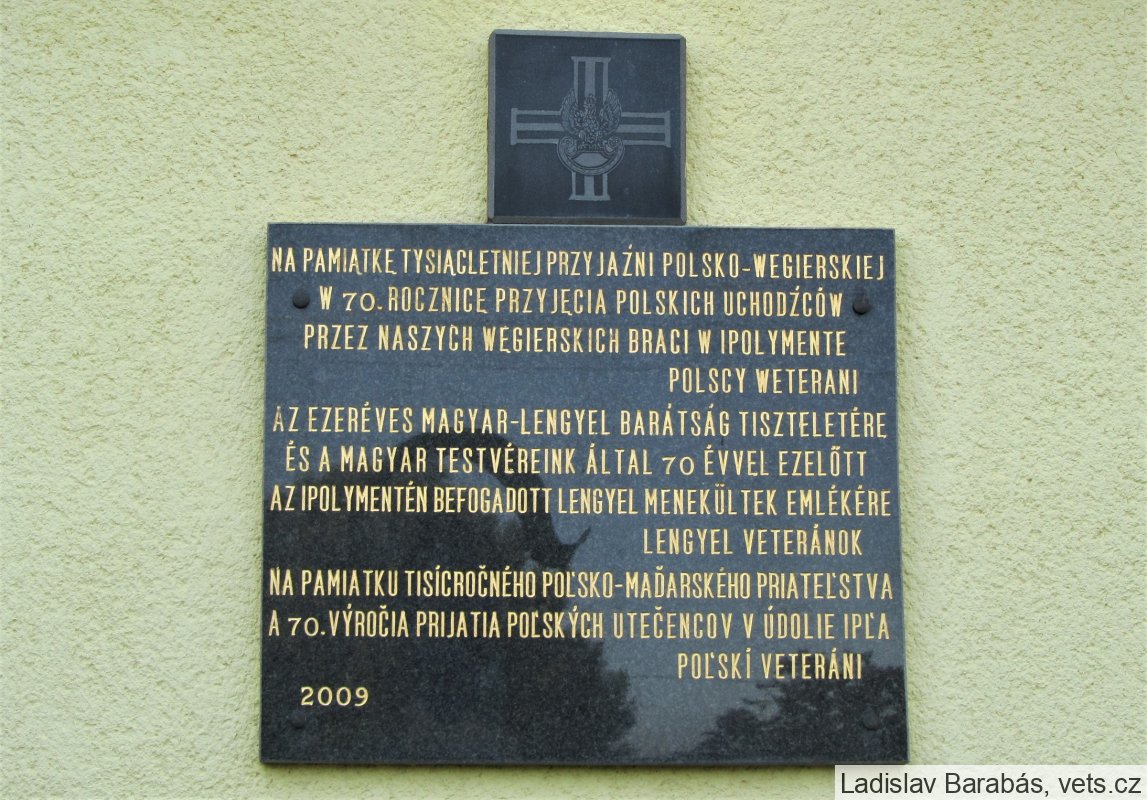 NA PAMIĄTKĘ TYSIĄCLETNIEJ PRZYJAŹNI POLSKO-WEGIERSKIEJ
W 70. ROCZNICĘ PRZYJĘCIA POLSKICH UCHODŹCÓW
PRZEZ NASZYCH WĘGIERSKICH BRACI W IPOLYMENTE
POLSCY WETERANI
AZ EZERÉVES MAGYAR-LENGYEL BARÁTSÁG TISZTELETÉRE
ÉS A MAGYAR TESTVÉREINK ÁLTAL 70 ÉVVEL EZELŐTT
AZ IPOLYMENTÉN BEFOGADOTT LENGYEL MENEKÜLTEK EMLÉKÉRE
LENGYEL VETERÁNOK
NA PAMIATKU TISÍCROČNÉHO POĽSKO-MAĎARSKÉHO PRIATEĽSTVA
A 70. VÝROČIA PRIJATIA POĽSKÝCH UTEČENCOV V ÚDOLIE IPĽA
POĽSKÍ VETERÁNI
2009
Ladislav Barabás, vets.cz